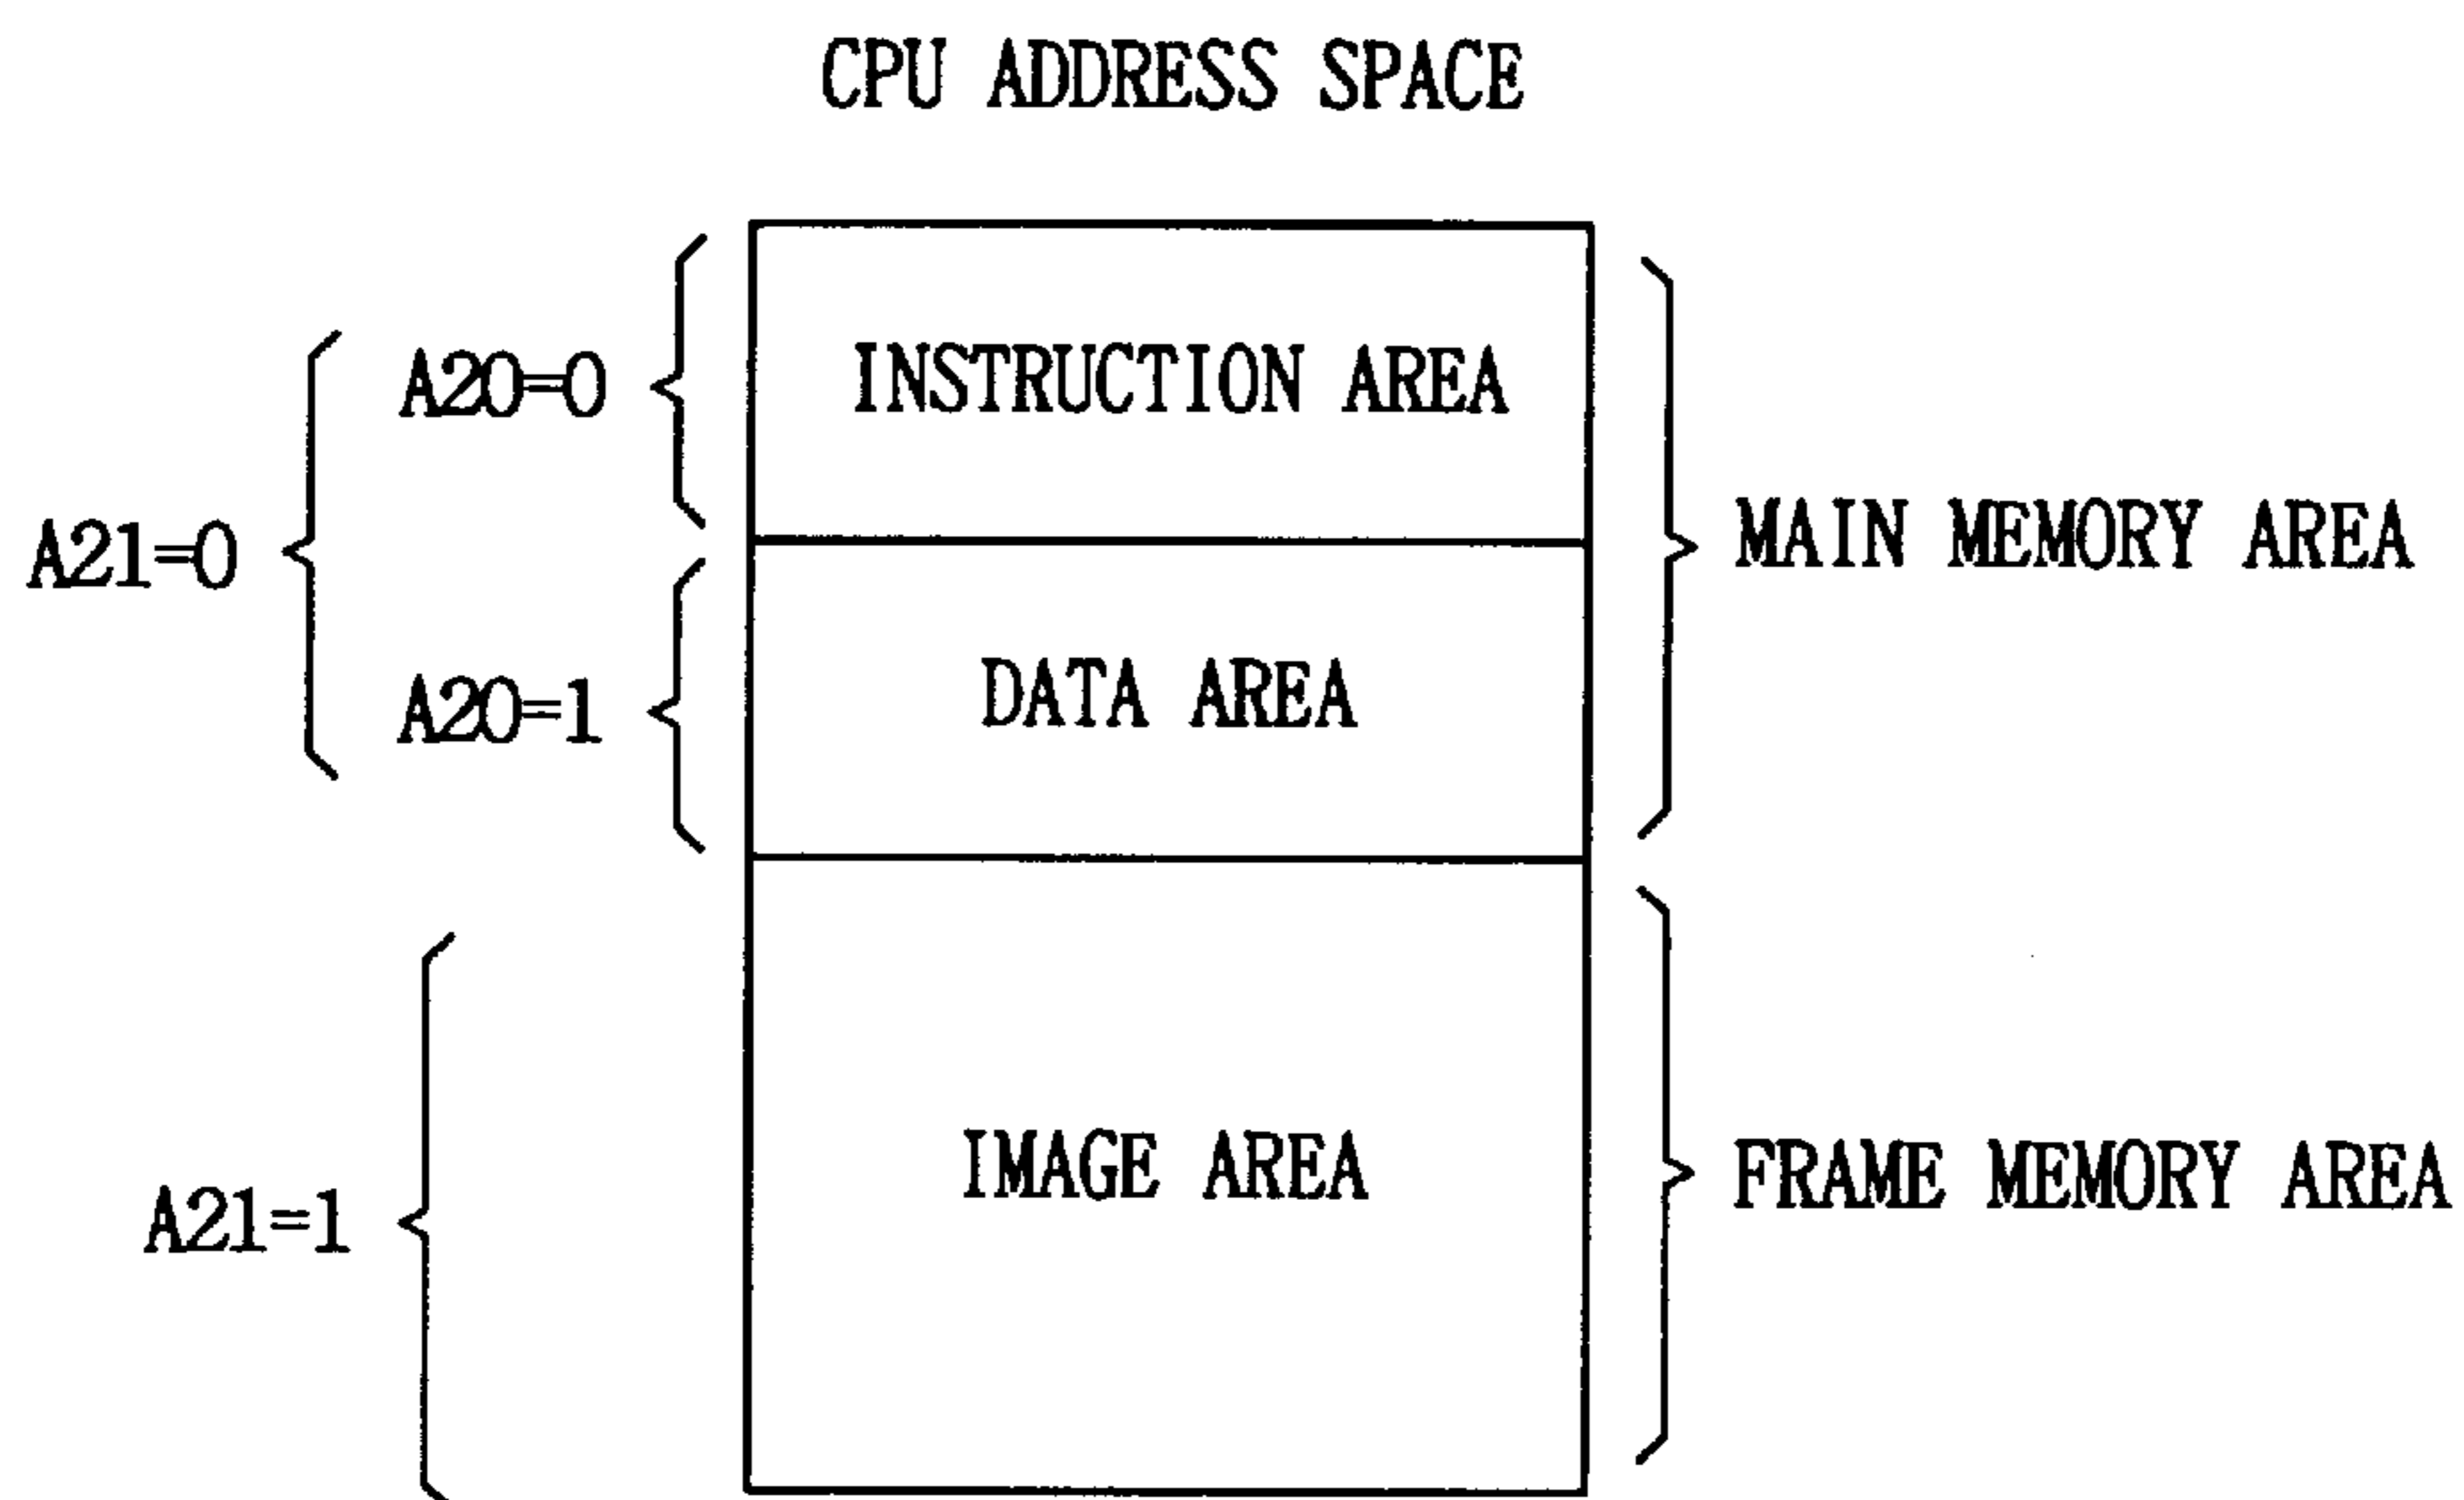 CPU ADDRESS SPACE
A20=0
INSTRUCTION AREA
A21=0
MAIN MEMORY AREA
A20=1
DATA AREA
IMAGE AREA
FRAME MEMORY AREA
A21=1